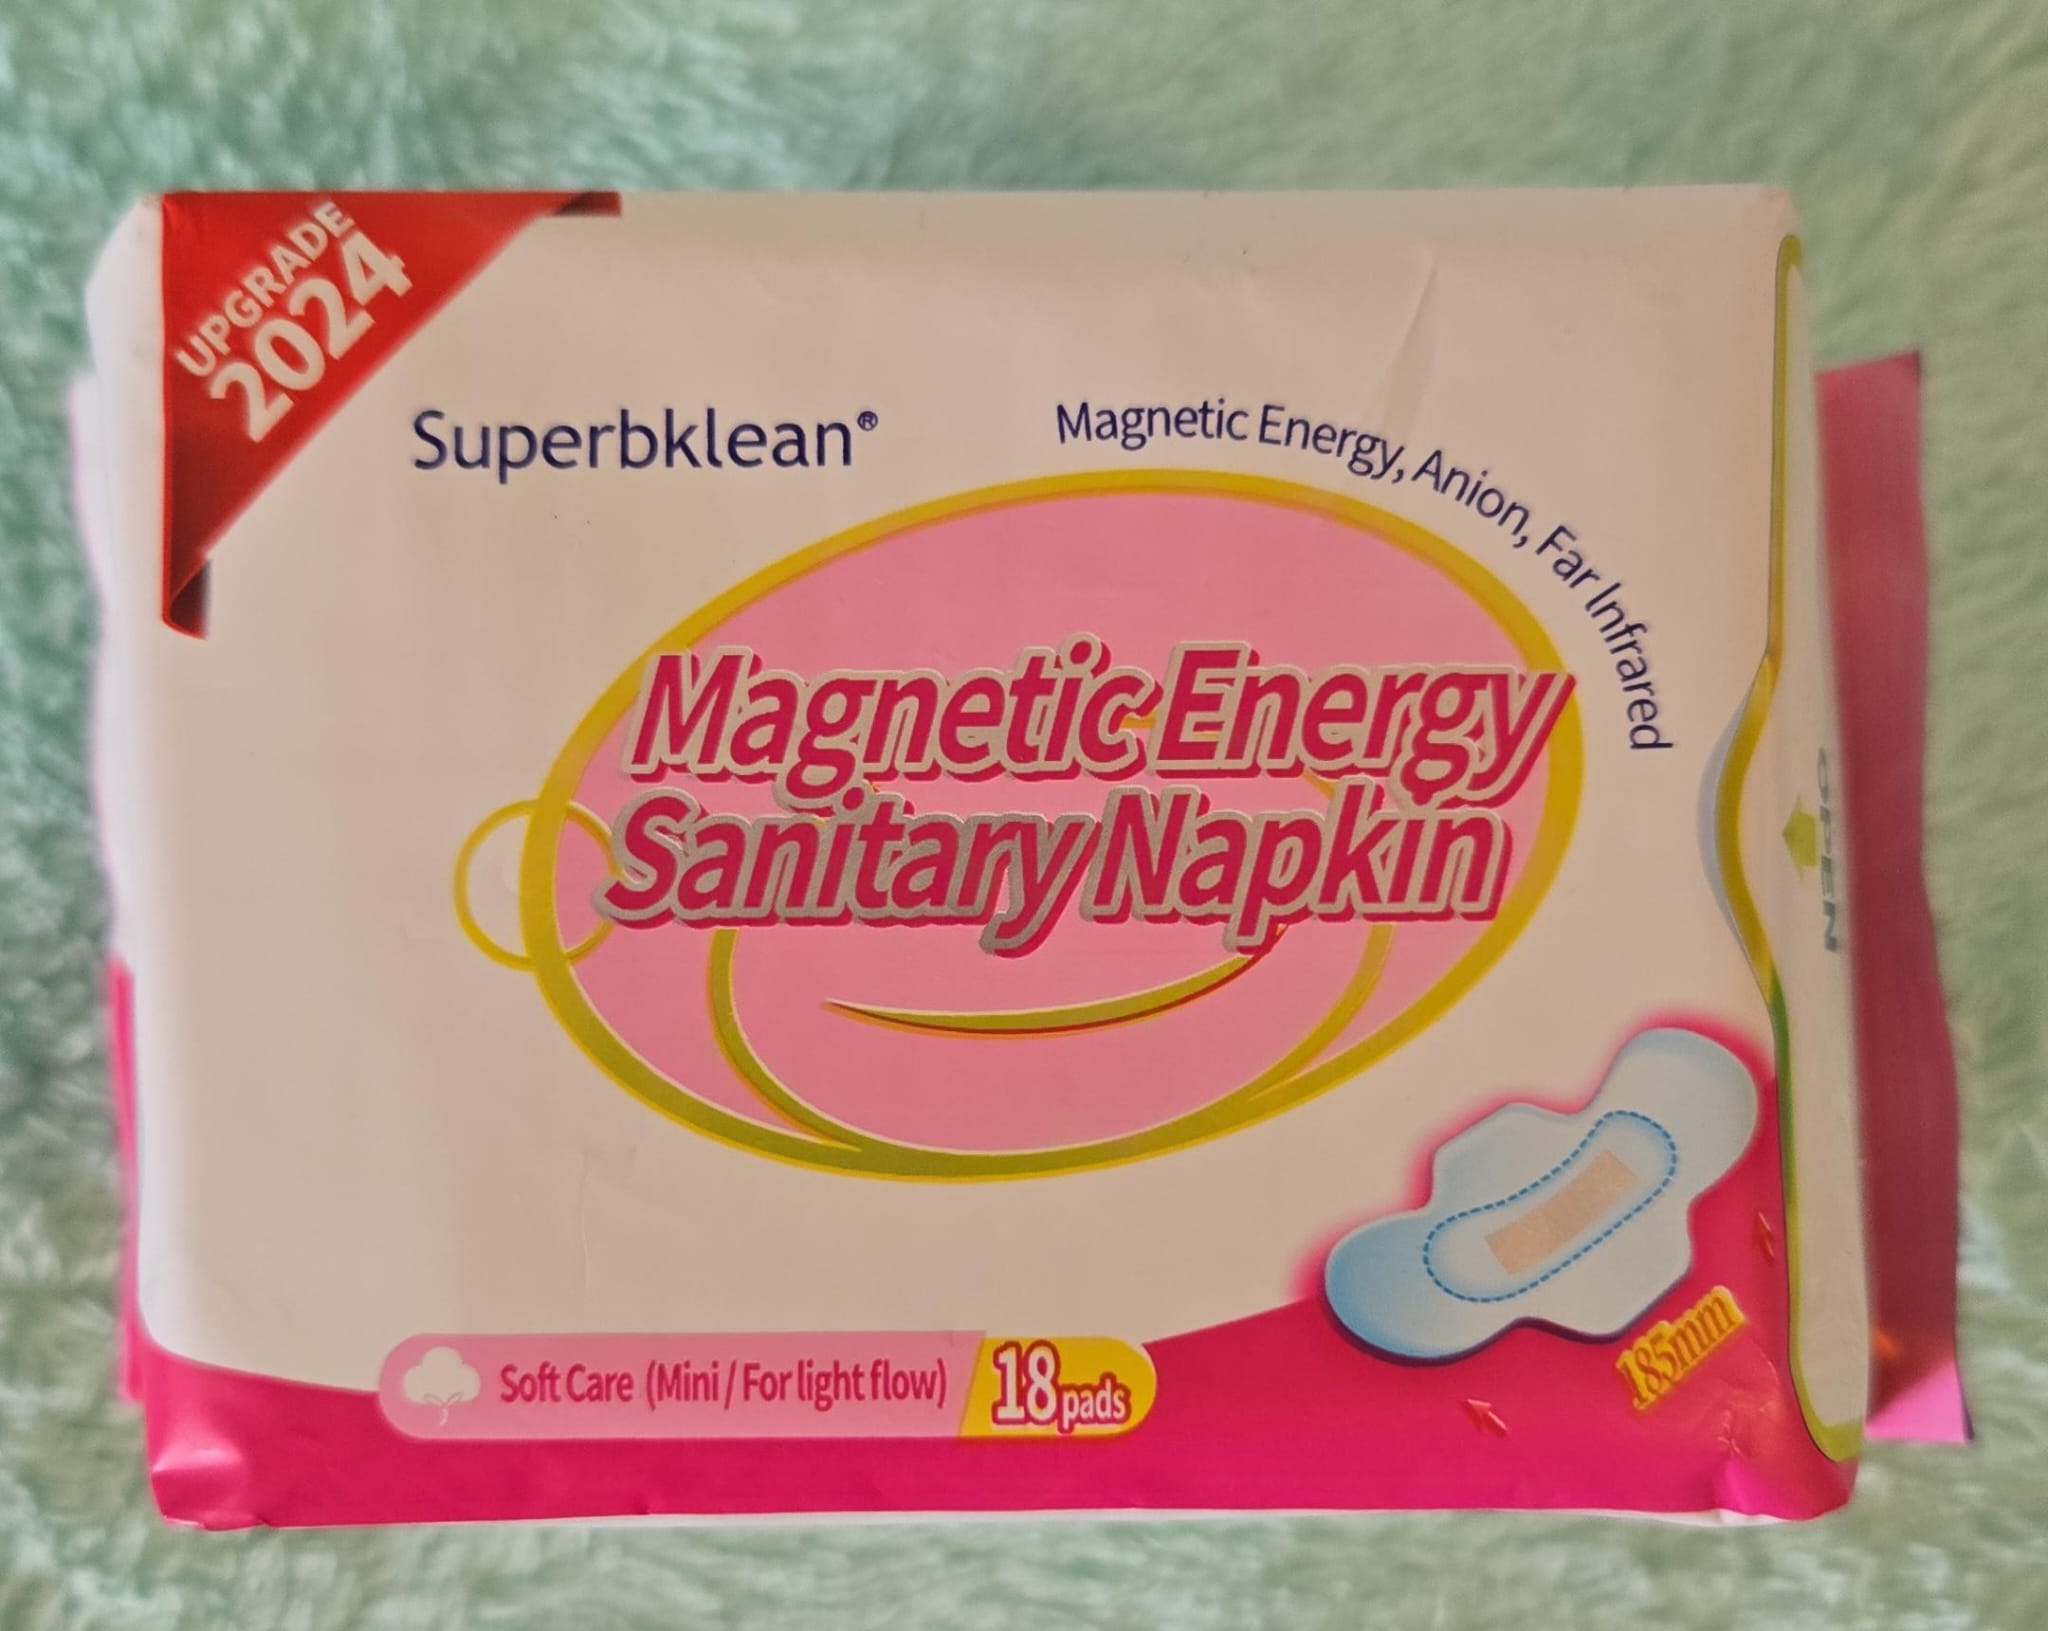 UPGRADE
2024
Superbklean®
Magnetic Energy, Anion, Far Infrared
Magnetic Energy
Sanitary Napkin
OPEN
Soft Care (Mini / For light flow)
18 pads
185mm